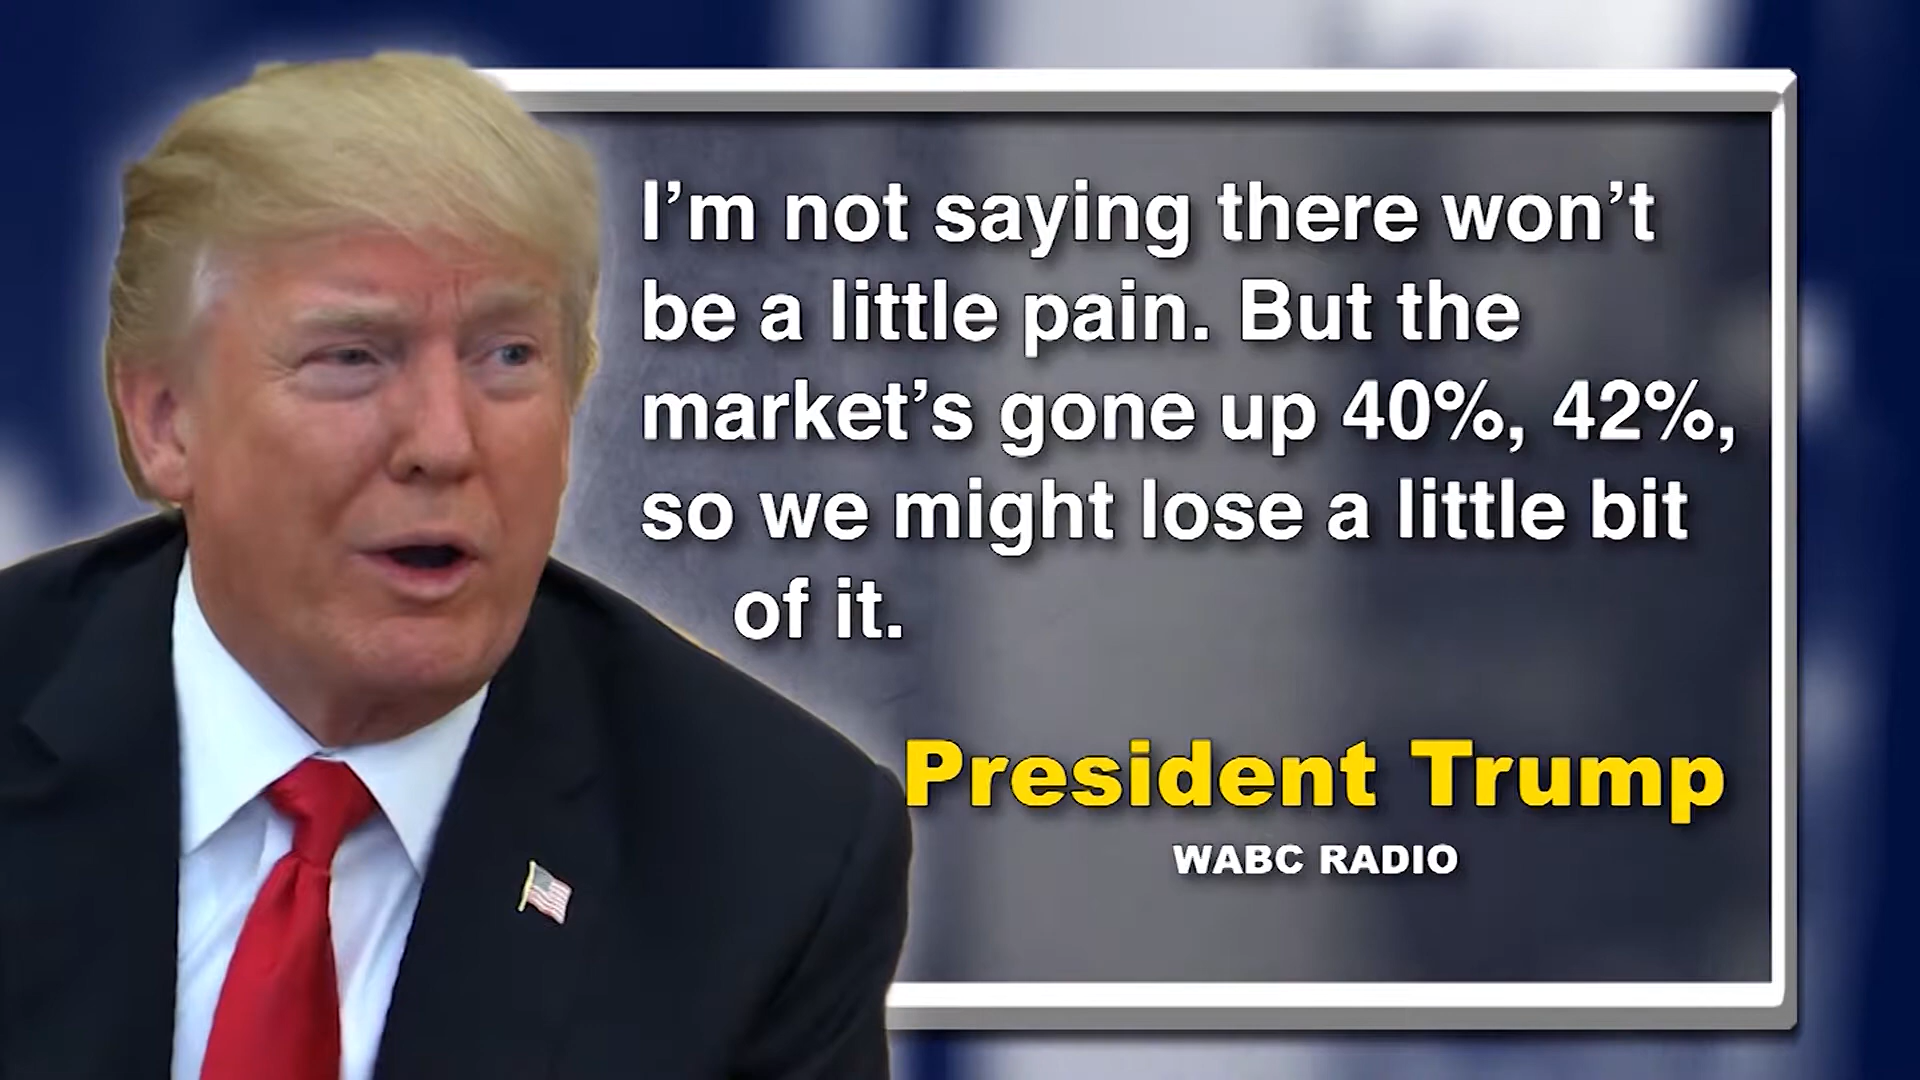 I’m not saying there won’t
be a little pain. But the
market’s gone up 40%, 42%,
so we might lose a little bit
of it.
President Trump
WABC RADIO